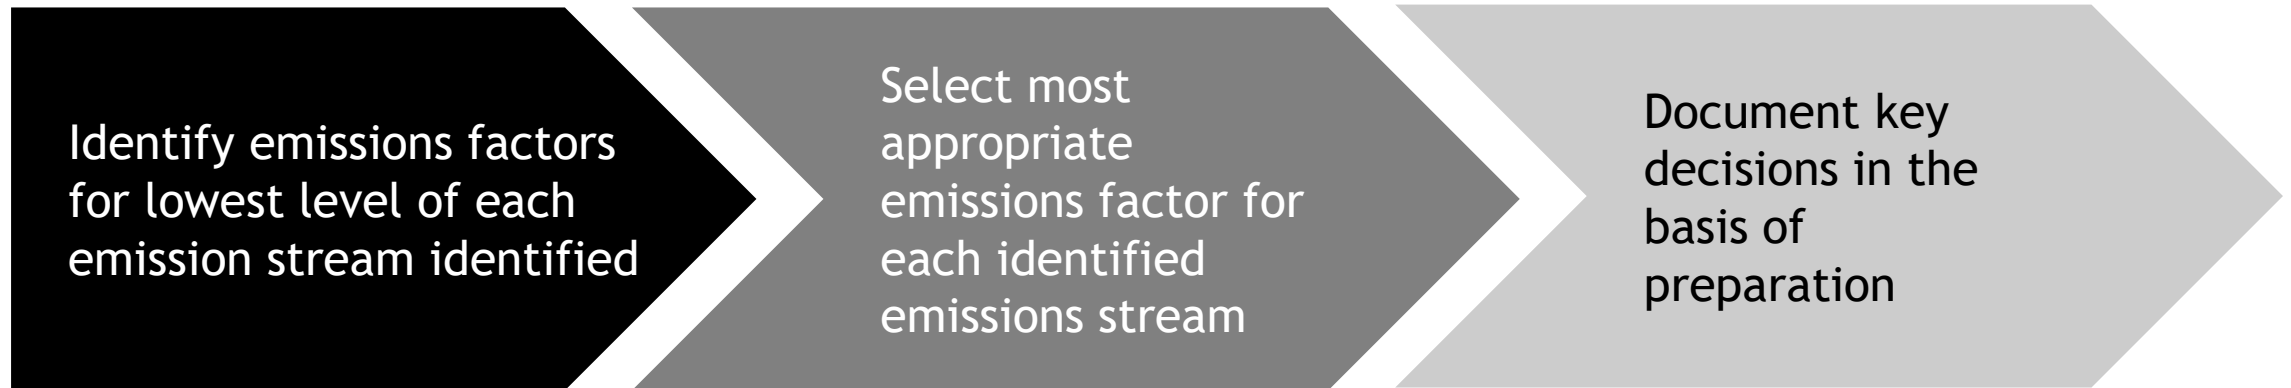 Identify emissions factors
for lowest level of each
emission stream identified
Select most
appropriate
emissions factor for
each identified
emissions stream
Document key
decisions in the
basis of
preparation